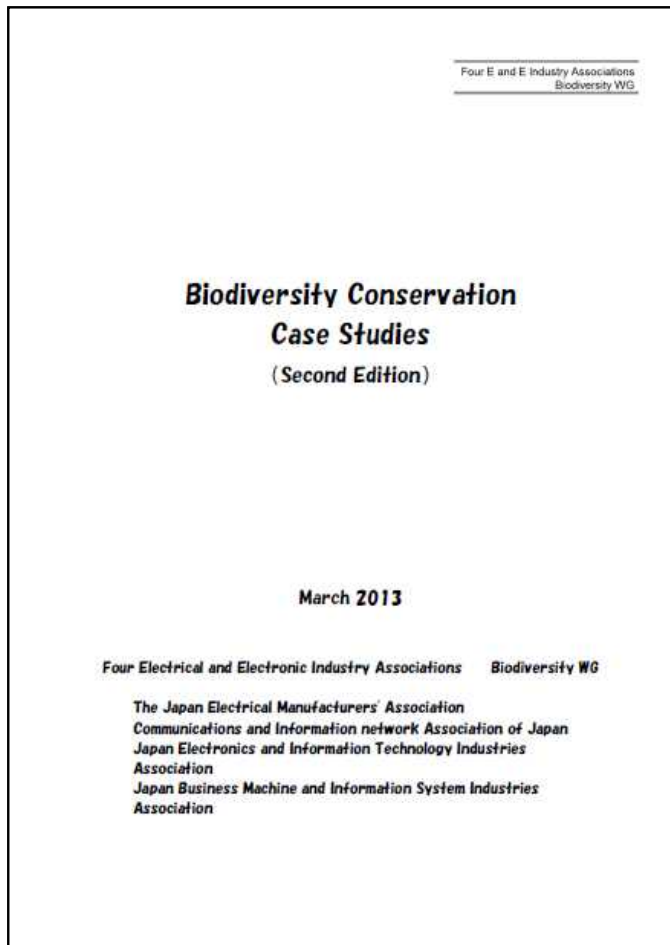 Four E and E Industry Associations
Biodiversity WG
Biodiversity Conservation
Case Studies
(Second Edition)
March 2013
Four Electrical and Electronic Industry Associations Biodiversity WG
The Japan Electrical Manufacturers' Association
Communications and Information network Association of Japan
Japan Electronics and Information Technology Industries
Association
Japan Business Machine and Information System Industries
Association